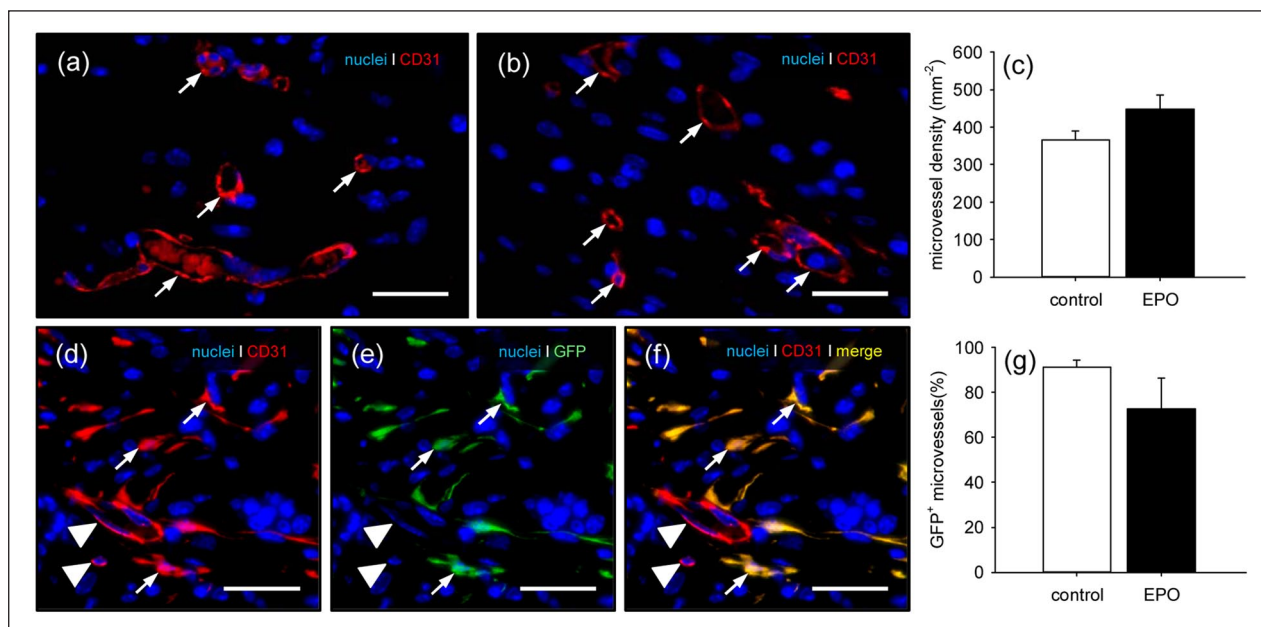 (a)
nuclei I CD31
(b)
nuclei I CD31
(c)
microvessel density (mm⁻²)
600
500
400
300
200
100
0
control
EPO
(d)
nuclei I CD31
(e)
nuclei I GFP
(f)
nuclei I CD31 I merge
(g)
GFP⁺ microvessels(%)
100
80
60
40
20
0
control
EPO